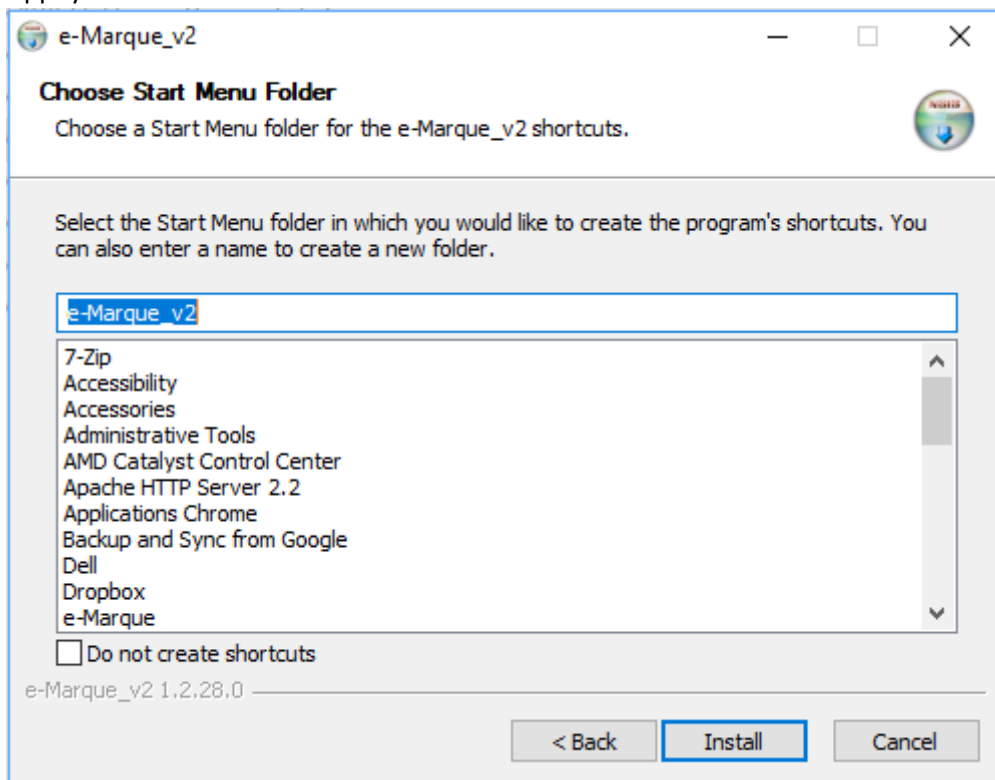 e-Marque_v2
Choose Start Menu Folder
Choose a Start Menu folder for the e-Marque_v2 shortcuts.
Select the Start Menu folder in which you would like to create the program's shortcuts. You
can also enter a name to create a new folder.
e-Marque_v2
7-Zip
Accessibility
Accessories
Administrative Tools
AMD Catalyst Control Center
Apache HTTP Server 2.2
Applications Chrome
Backup and Sync from Google
Dell
Dropbox
e-Marque
Do not create shortcuts
e-Marque_v2 1.2.28.0
< Back
Install
Cancel